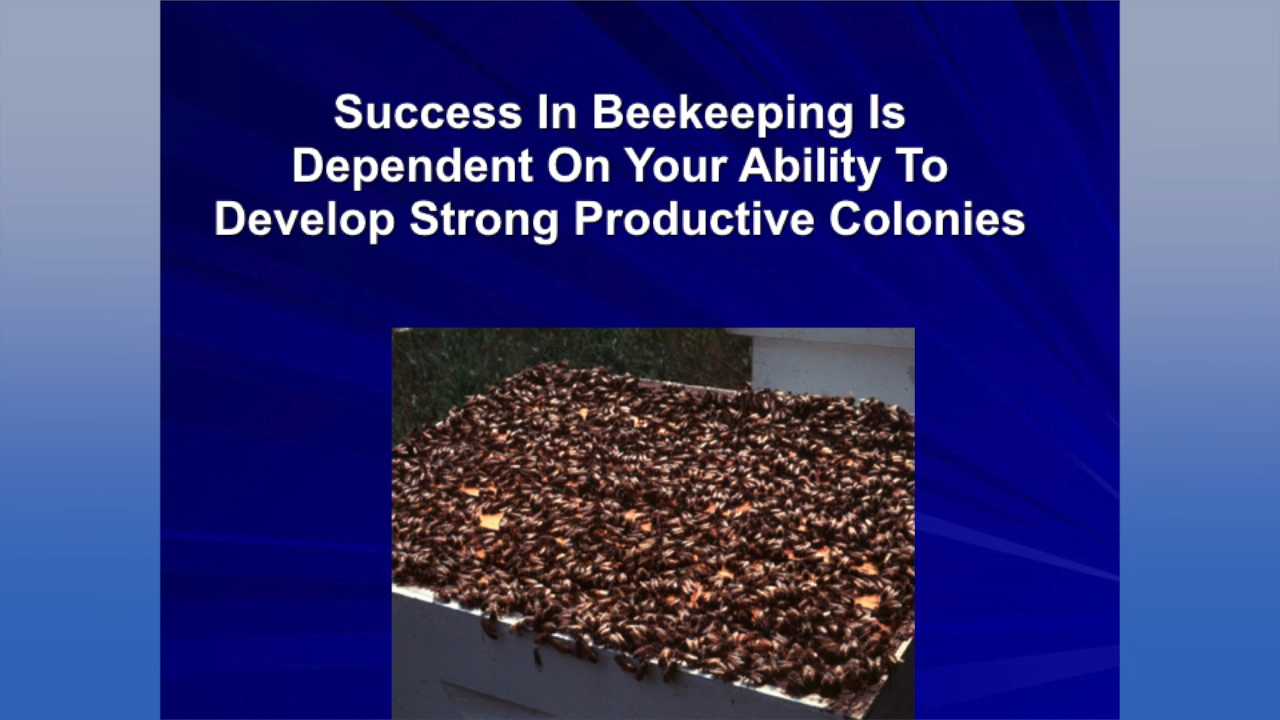 Success In Beekeeping Is
Dependent On Your Ability To
Develop Strong Productive Colonies